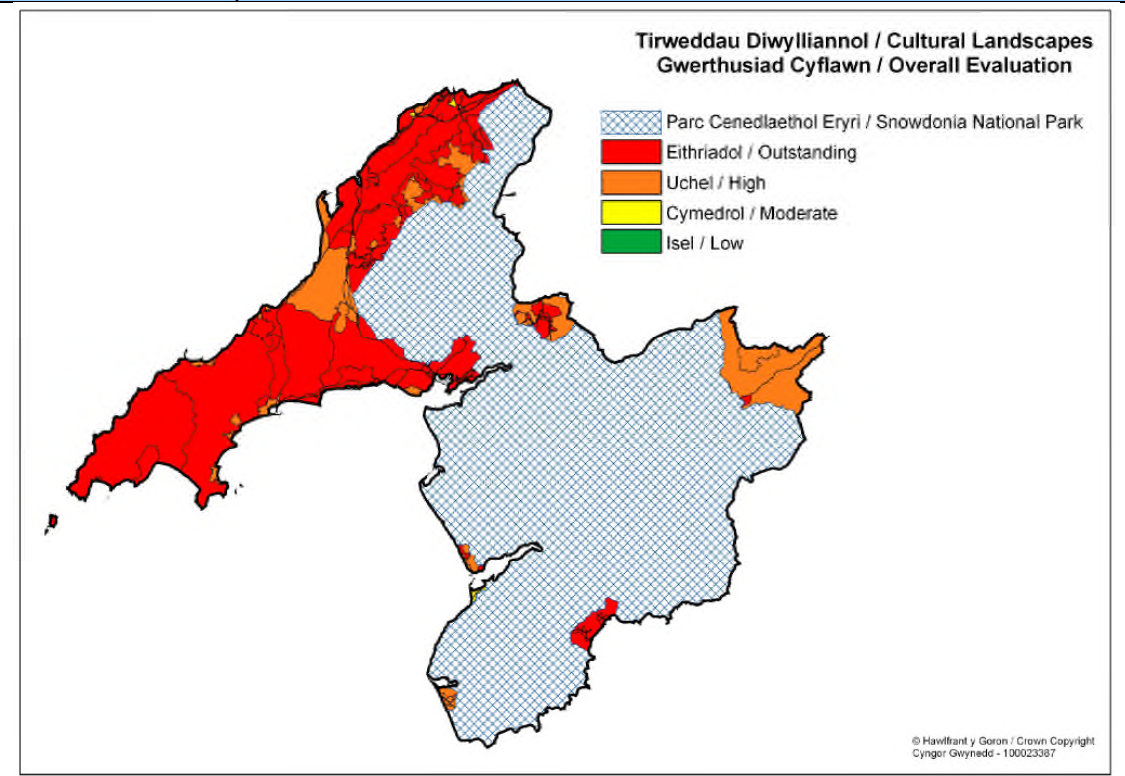 Tirweddau Diwylliannol / Cultural Landscapes
Gwerthusiad Cyflawn / Overall Evaluation
Parc Cenedlaethol Eryri / Snowdonia National Park
Eithriadol / Outstanding
Uchel / High
Cymedrol / Moderate
Isel / Low
© Hawlfrant y Goron / Crown Copyright
Cyngor Gwynedd - 100023387